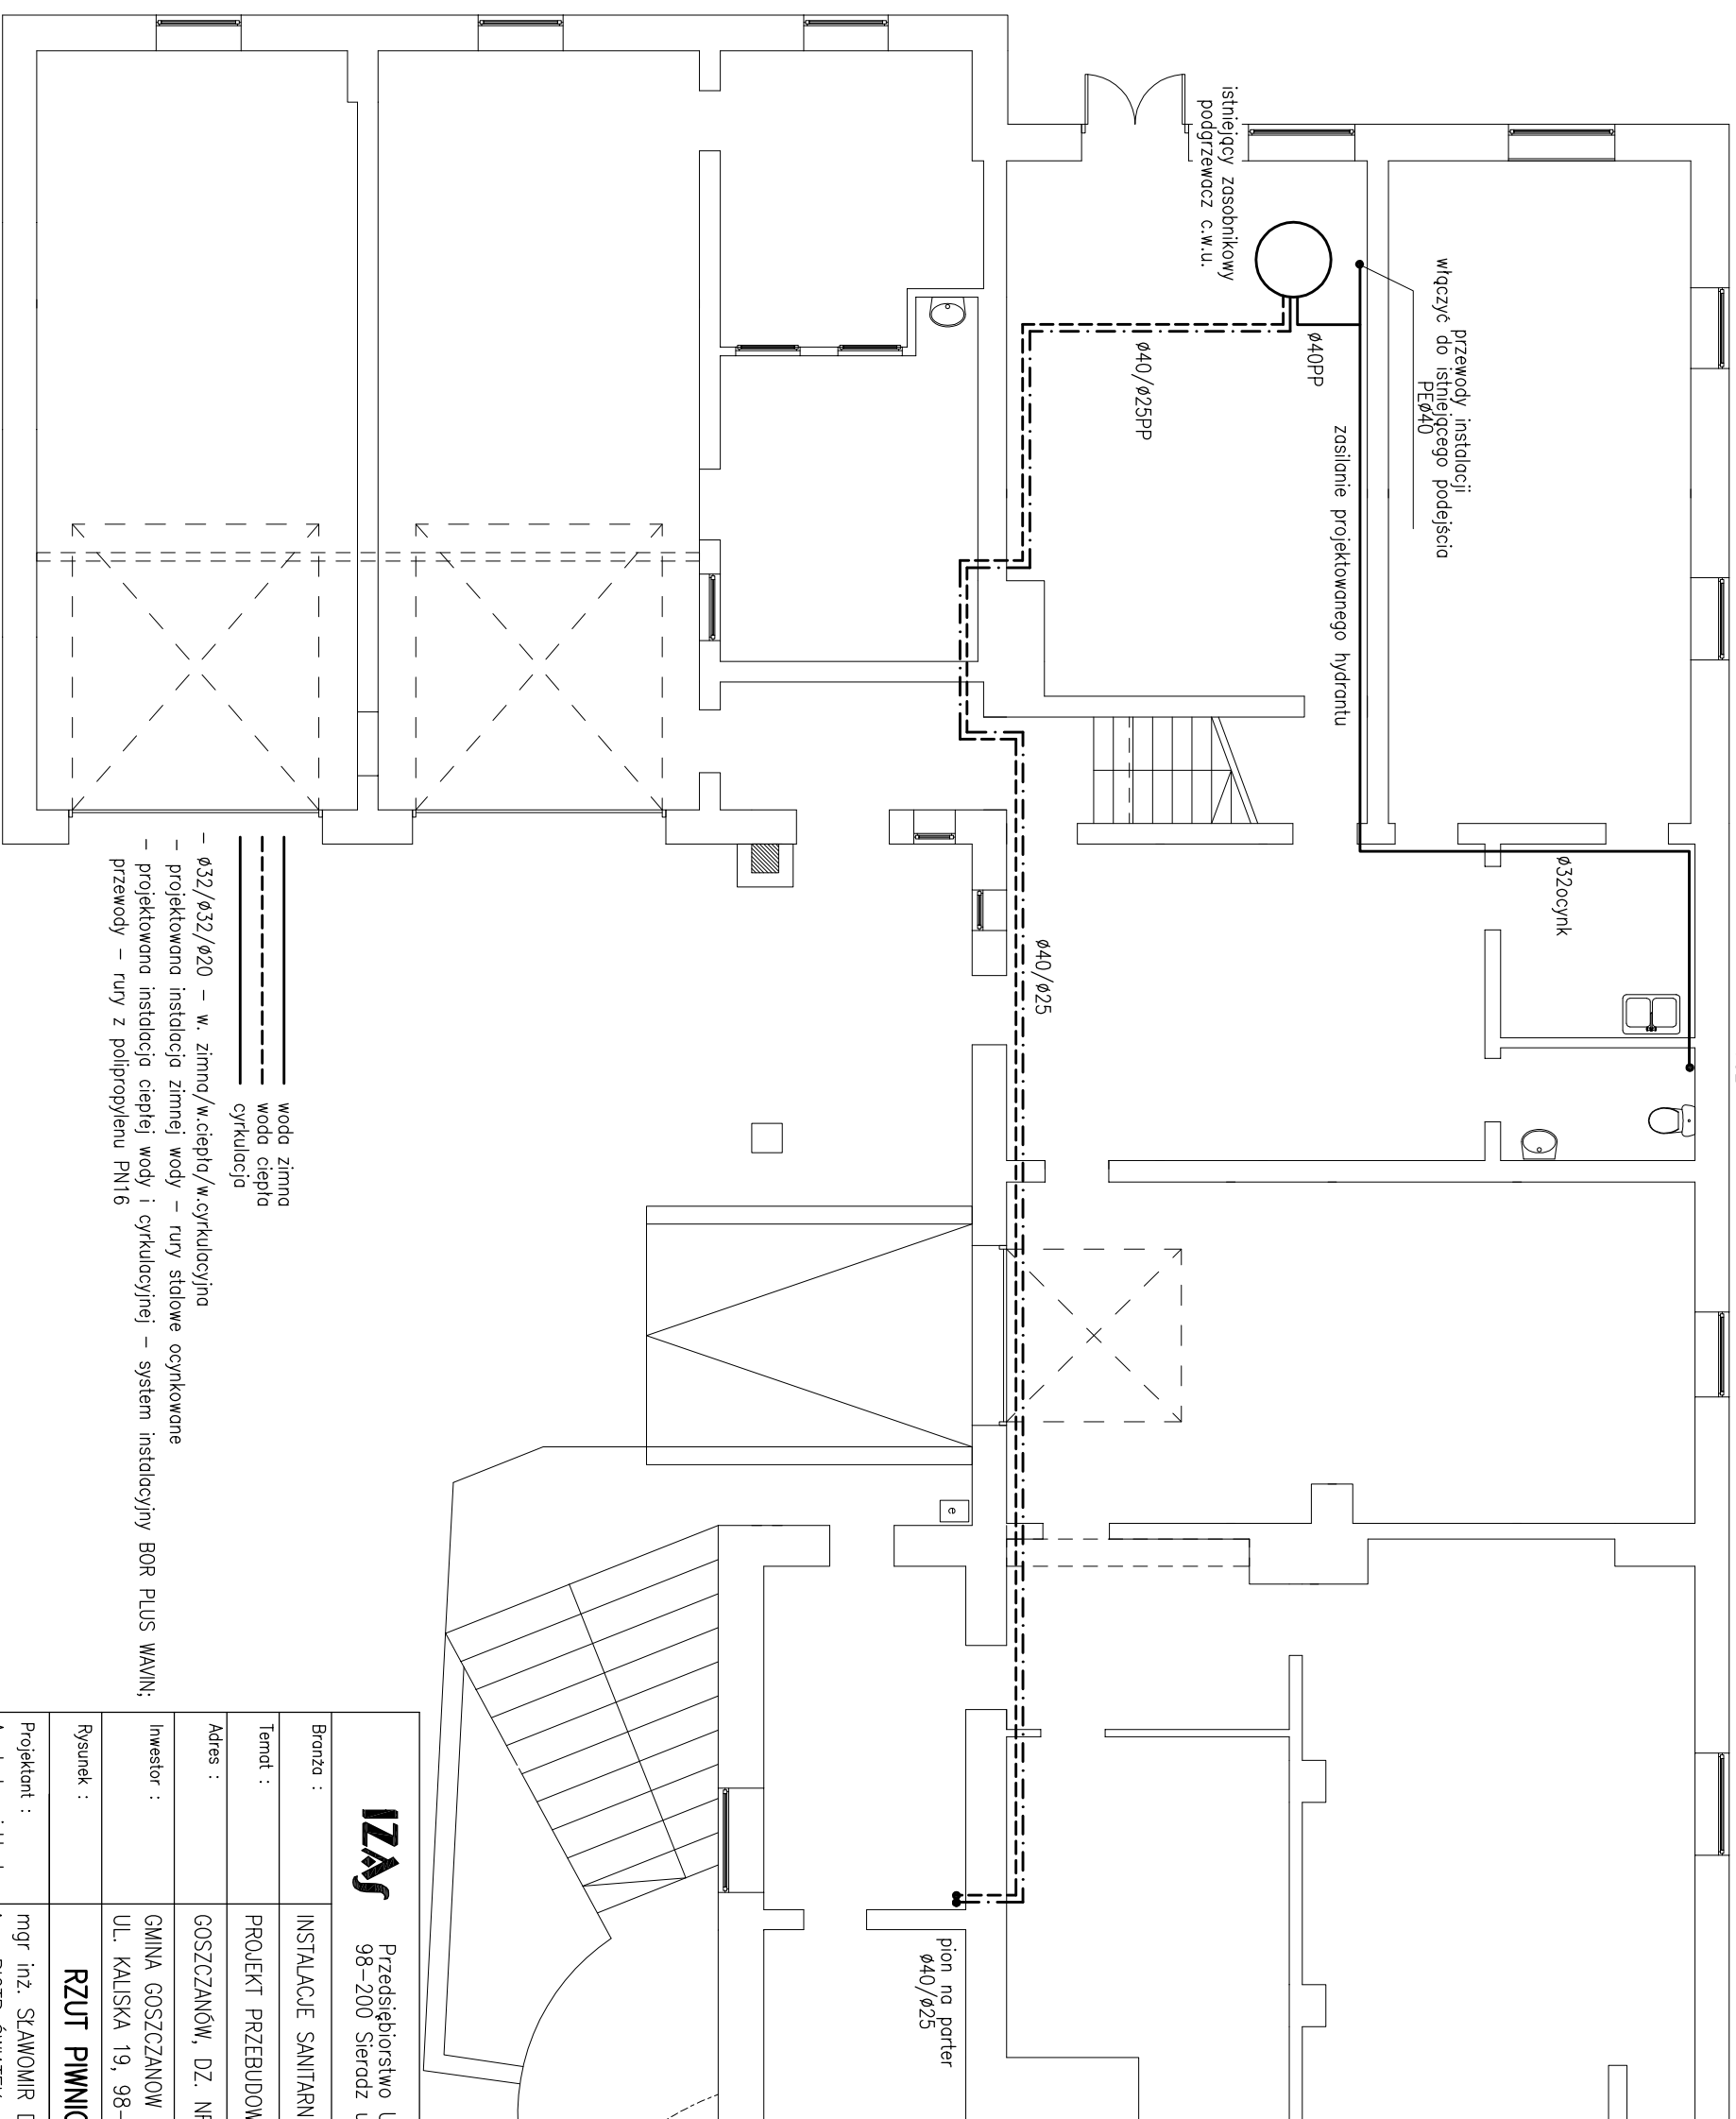 przewody instalacji
włączyć do istniejącego podejścia
PEø40
istniejący zasobnikowy
podgrzewacz c.w.u.
ø40PP
ø40/ø25PP
zasilanie projektowanego hydrantu
ø32ocynk
ø40/ø25
e
pion na parter
ø40/ø25
woda zimna
woda ciepła
cyrkulacja
- ø32/ø32/ø20 - w. zimna/w.ciepła/w.cyrkulacyjna
- projektowana instalacja zimnej wody - rury stalowe ocynkowane
- projektowana instalacja ciepłej wody i cyrkulacyjnej - system instalacyjny BOR PLUS WAVIN;
przewody - rury z polipropylenu PN16
IZAS
Przedsiębiorstwo
98-200 Sieradz
Branża : INSTALACJE SANITARN
Temat : PROJEKT PRZEBUDOW
Adres : GOSZCZANÓW, DZ. NR
Inwestor : GMINA GOSZCZANOW
UL. KALISKA 19, 98-
Rysunek : RZUT PIWNIC
Projektant : mgr inż. SŁAWOMIR